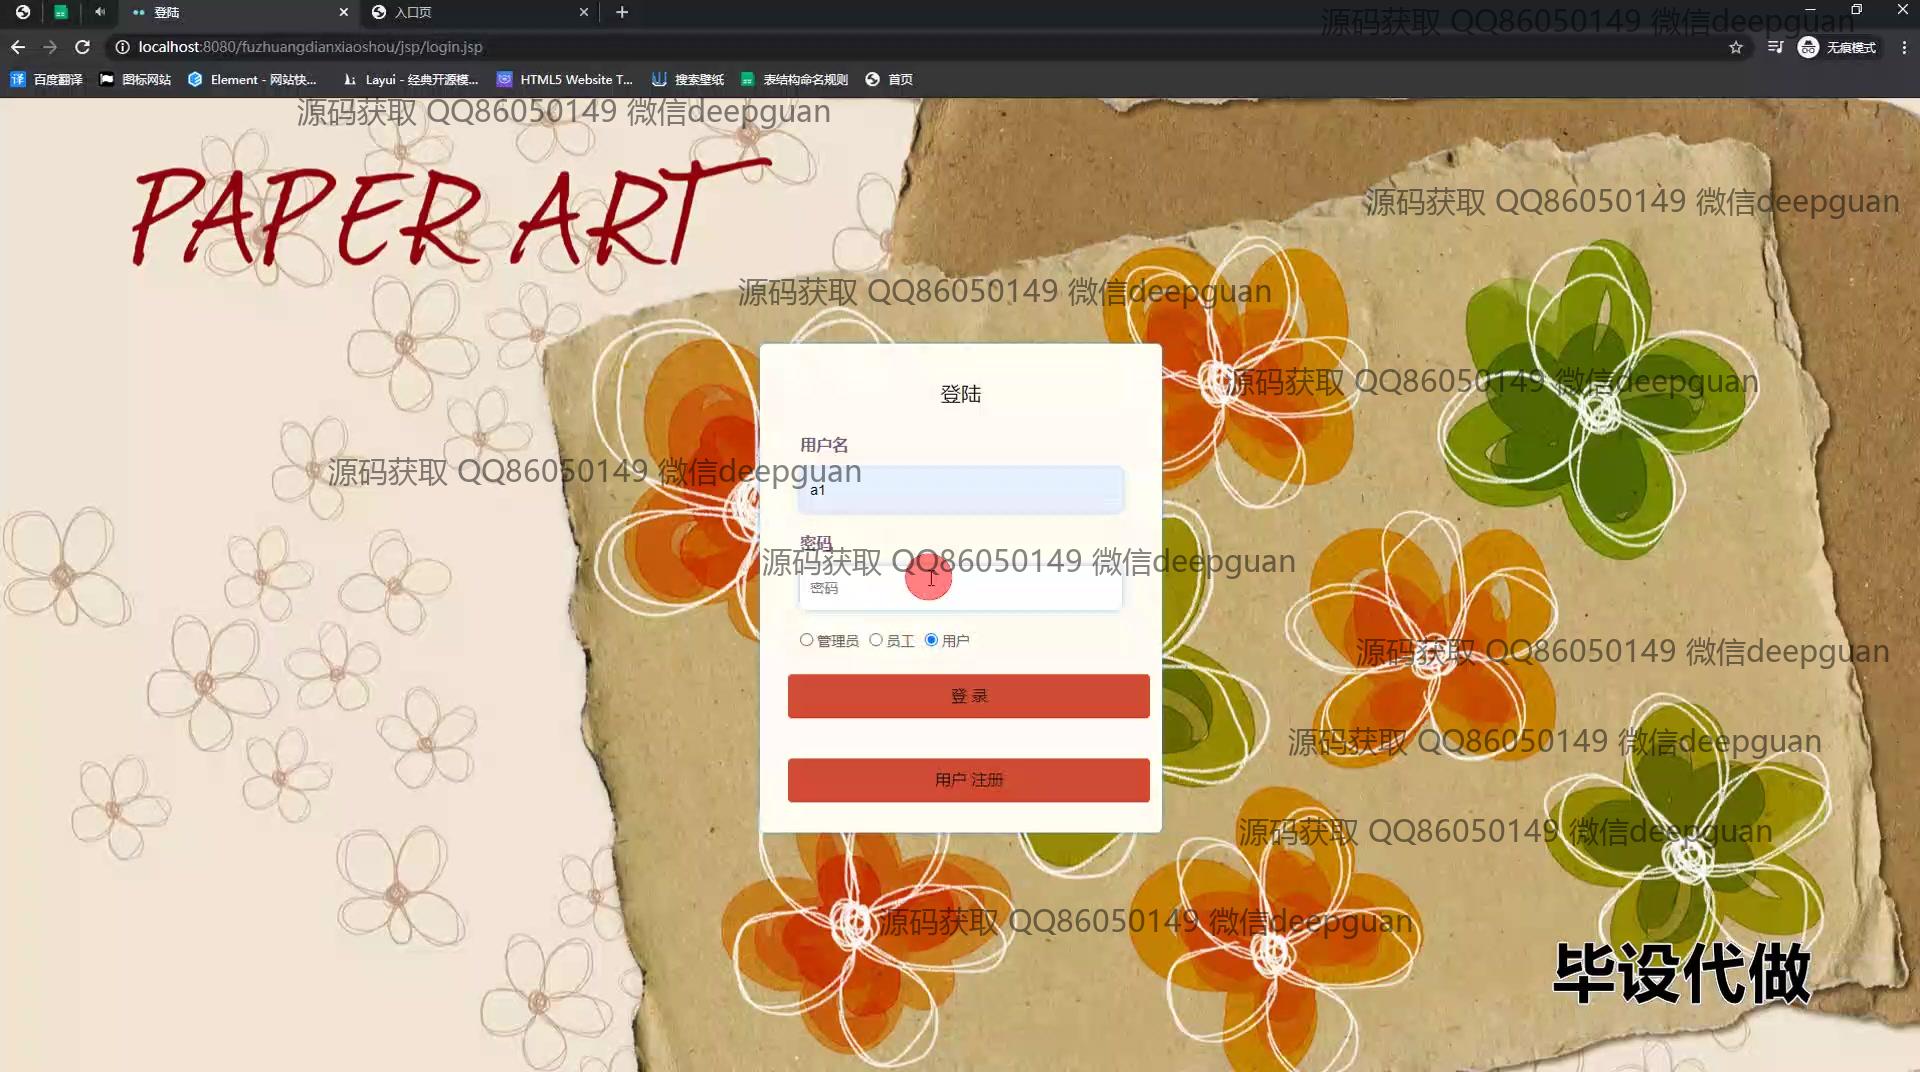 登陆
入口页
源码获取 QQ86050149 微信deepguan
localhost:8080/fuzhuangdianxiaoshou/jsp/login.jsp
无痕模式
百度翻译
图标网站
Element - 网站快...
Layui - 经典开源模...
HTML5 Website T...
搜索壁纸
表结构命名规则
首页
源码获取 QQ86050149 微信deepguan
PAPER ART
源码获取 QQ86050149 微信deepguan
源码获取 QQ86050149 微信deepguan
源码获取 QQ86050149 微信deepguan
登陆
用户名
源码获取 QQ86050149 微信deepguan
a1
密码
源码获取 QQ86050149 微信deepguan
密码
管理员 员工 用户
源码获取 QQ86050149 微信deepguan
登 录
源码获取 QQ86050149 微信deepguan
用户 注册
源码获取 QQ86050149 微信deepguan
源码获取 QQ86050149 微信deepguan
毕设代做